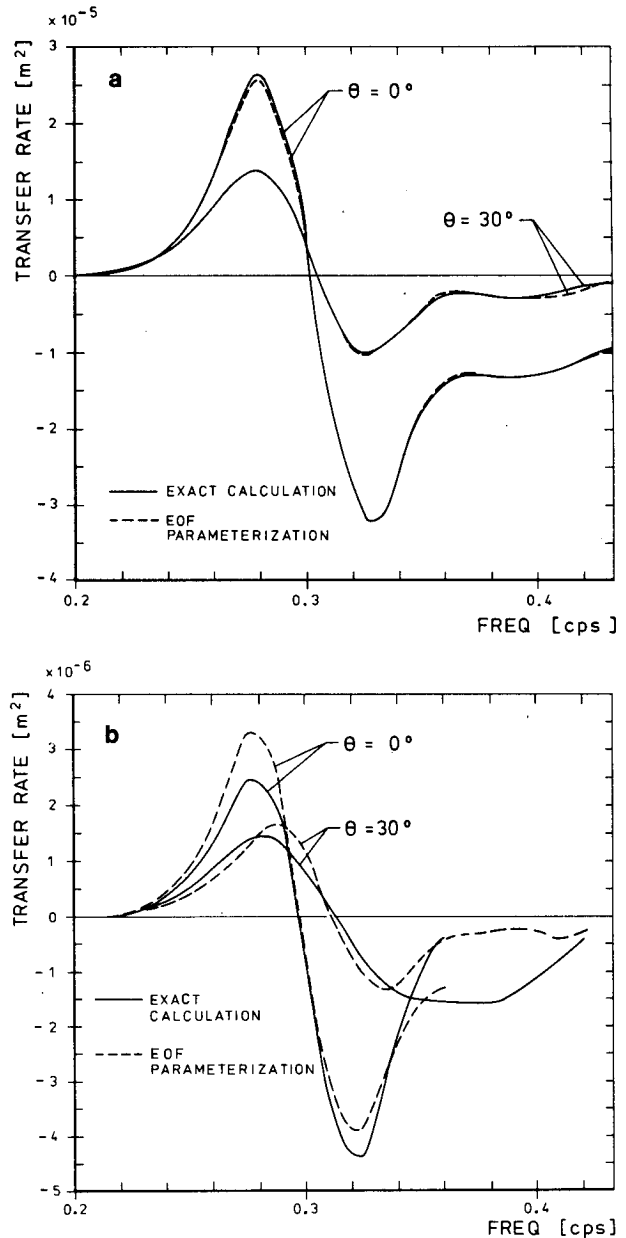 × 10⁻⁵
TRANSFER RATE [m²]
a
3
2
1
0
-1
-2
-3
-4
θ = 0°
θ = 30°
EXACT CALCULATION
EOF
PARAMETERIZATION
0.2
0.3
0.4
FREQ [cps]
×10⁻⁶
TRANSFER RATE [m²]
b
4
3
2
1
0
-1
-2
-3
-4
-5
θ = 0°
θ = 30°
EXACT
CALCULATION
EOF
PARAMETERIZATION
0.2
0.3
0.4
FREQ [cps]